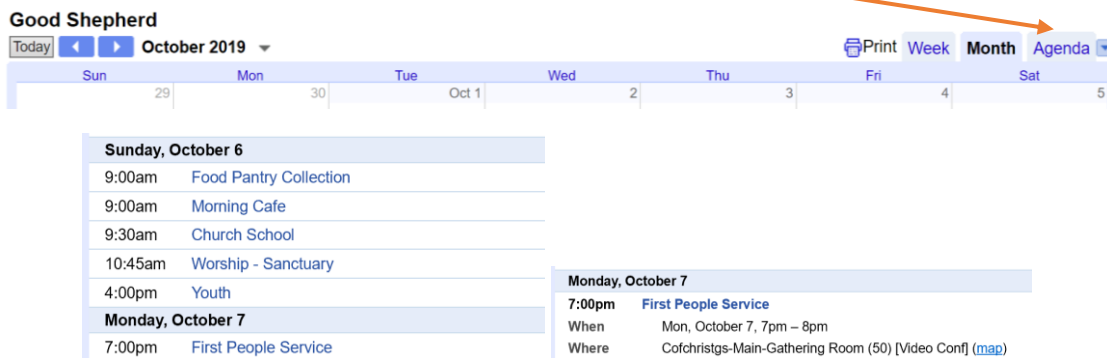 Good Shepherd
Today October 2019 Print Week Month Agenda
Sun Mon Tue Wed Thu Fri Sat
29 30 Oct 1 2 3 4 5
Sunday, October 6
9:00am Food Pantry Collection
9:00am Morning Cafe
9:30am Church School
10:45am Worship - Sanctuary
4:00pm Youth
Monday, October 7
7:00pm First People Service
Monday, October 7
7:00pm First People Service
When Mon, October 7, 7pm – 8pm
Where Cofchristgs-Main-Gathering Room (50) [Video Conf] (map)